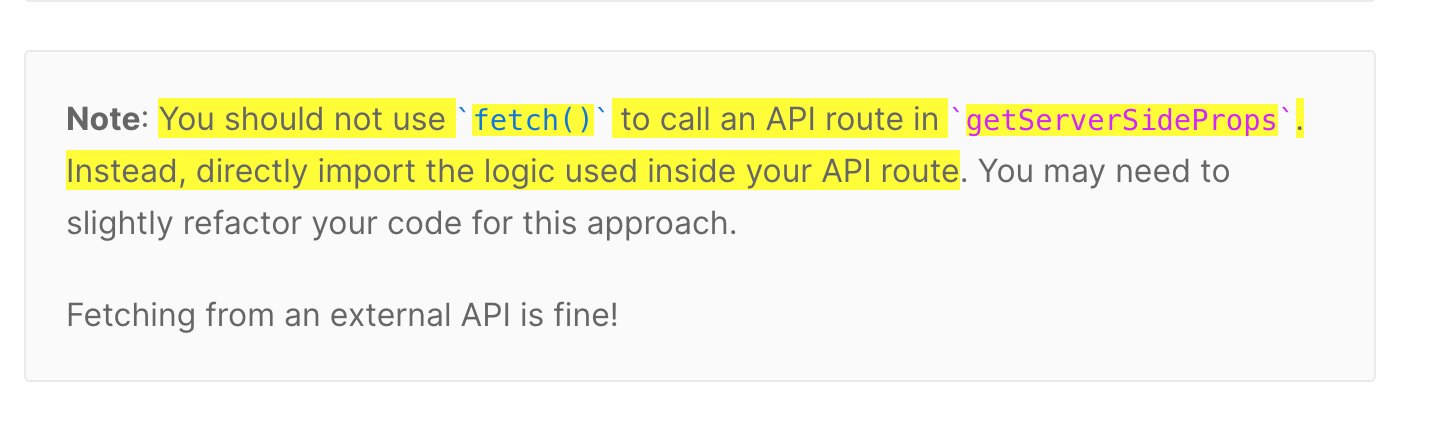 Note: You should not use `fetch()` to call an API route in `getServerSideProps`.
Instead, directly import the logic used inside your API route. You may need to
slightly refactor your code for this approach.
Fetching from an external API is fine!